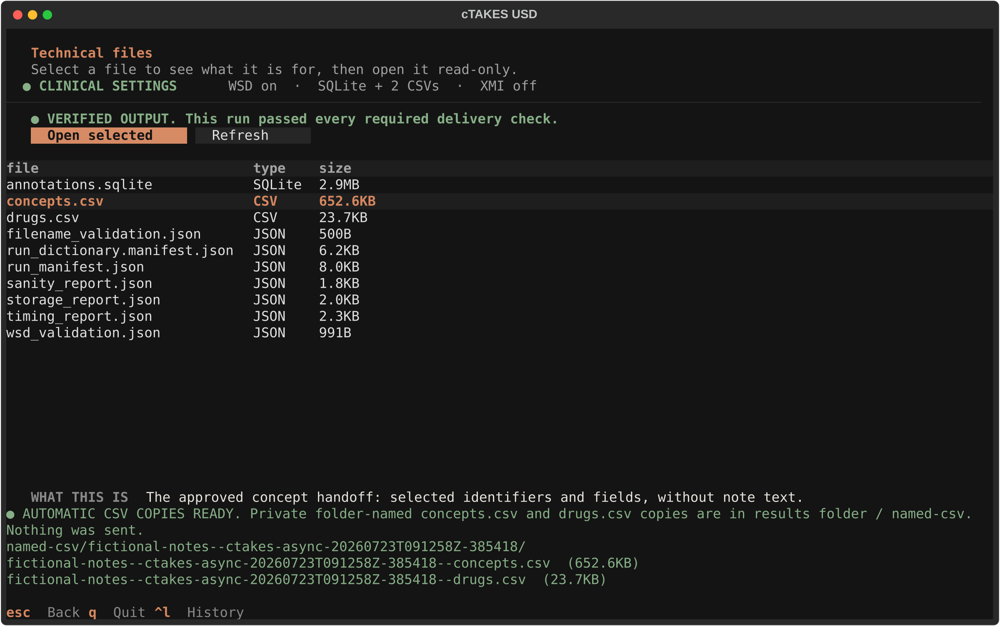 cTAKES USD
Technical files
Select a file to see what it is for, then open it read-only.
● CLINICAL SETTINGS WSD on · SQLite + 2 CSVs · XMI off
● VERIFIED OUTPUT. This run passed every required delivery check.
Open selected Refresh
file type size
annotations.sqlite SQLite 2.9MB
concepts.csv CSV 652.6KB
drugs.csv CSV 23.7KB
filename_validation.json JSON 500B
run_dictionary.manifest.json JSON 6.2KB
run_manifest.json JSON 8.0KB
sanity_report.json JSON 1.8KB
storage_report.json JSON 2.0KB
timing_report.json JSON 2.3KB
wsd_validation.json JSON 991B
WHAT THIS IS The approved concept handoff: selected identifiers and fields, without note text.
● AUTOMATIC CSV COPIES READY. Private folder-named concepts.csv and drugs.csv copies are in results folder / named-csv.
Nothing was sent.
named-csv/fictional-notes--ctakes-async-20260723T091258Z-385418/
fictional-notes--ctakes-async-20260723T091258Z-385418--concepts.csv (652.6KB)
fictional-notes--ctakes-async-20260723T091258Z-385418--drugs.csv (23.7KB)
esc Back q Quit ^l History